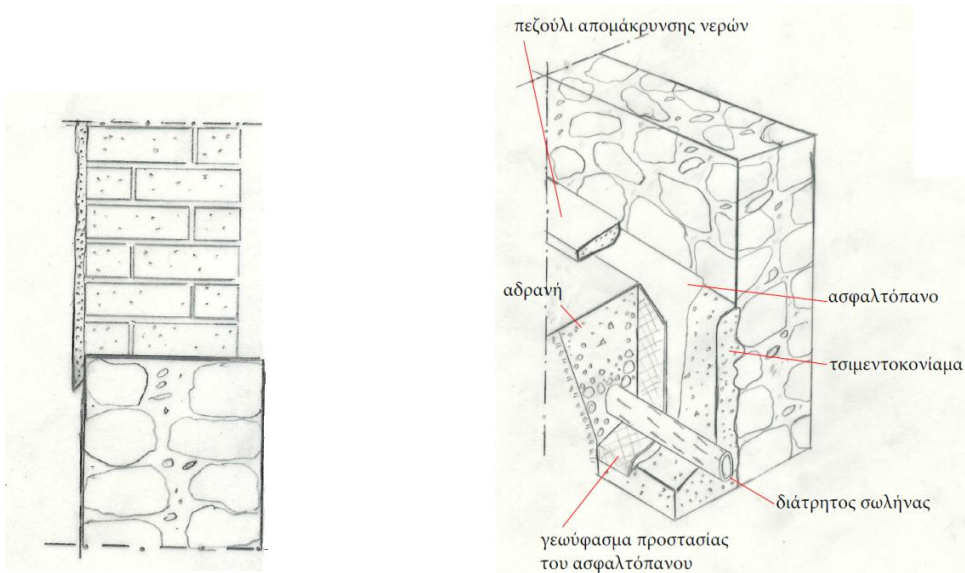 πεζούλι απομάκρυνσης νερών
αδρανή
ασφαλτόπανο
τσιμεντοκονίαμα
διάτρητος σωλήνας
γεωύφασμα προστασίας
του ασφαλτόπανου